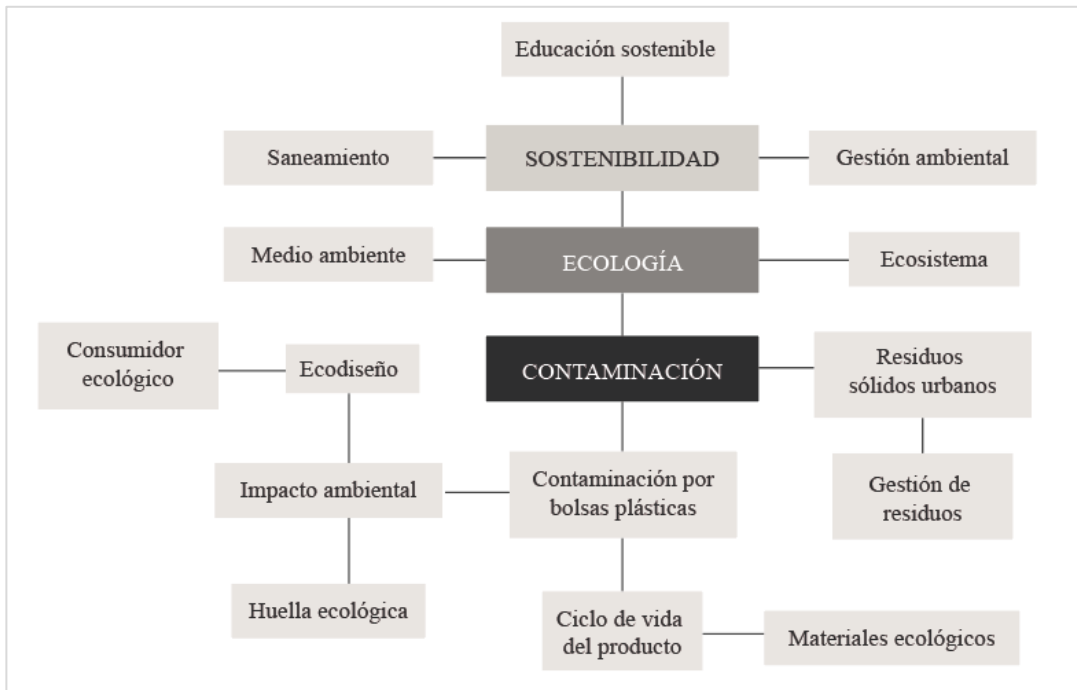 Educación sostenible
Saneamiento
SOSTENIBILIDAD
Gestión ambiental
Medio ambiente
ECOLOGÍA
Ecosistema
Consumidor
ecológico
Ecodiseño
CONTAMINACIÓN
Residuos
sólidos urbanos
Impacto ambiental
Contaminación por
bolsas plásticas
Gestión de
residuos
Huella ecológica
Ciclo de vida
del producto
Materiales ecológicos